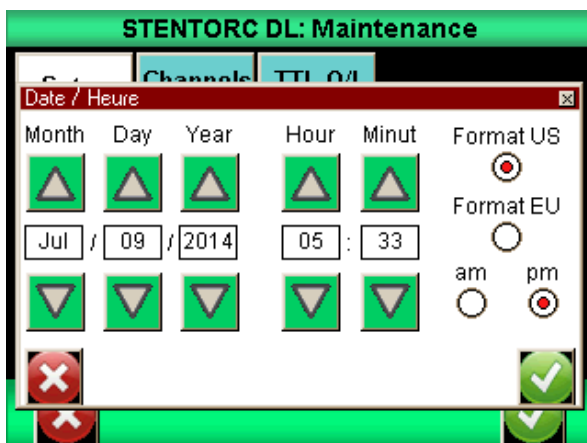 STENTORC DL: Maintenance
Channels
Date / Heure
Month Day Year Hour Minut Format US
Format EU
Jul / 09 / 2014 05 : 33
am pm